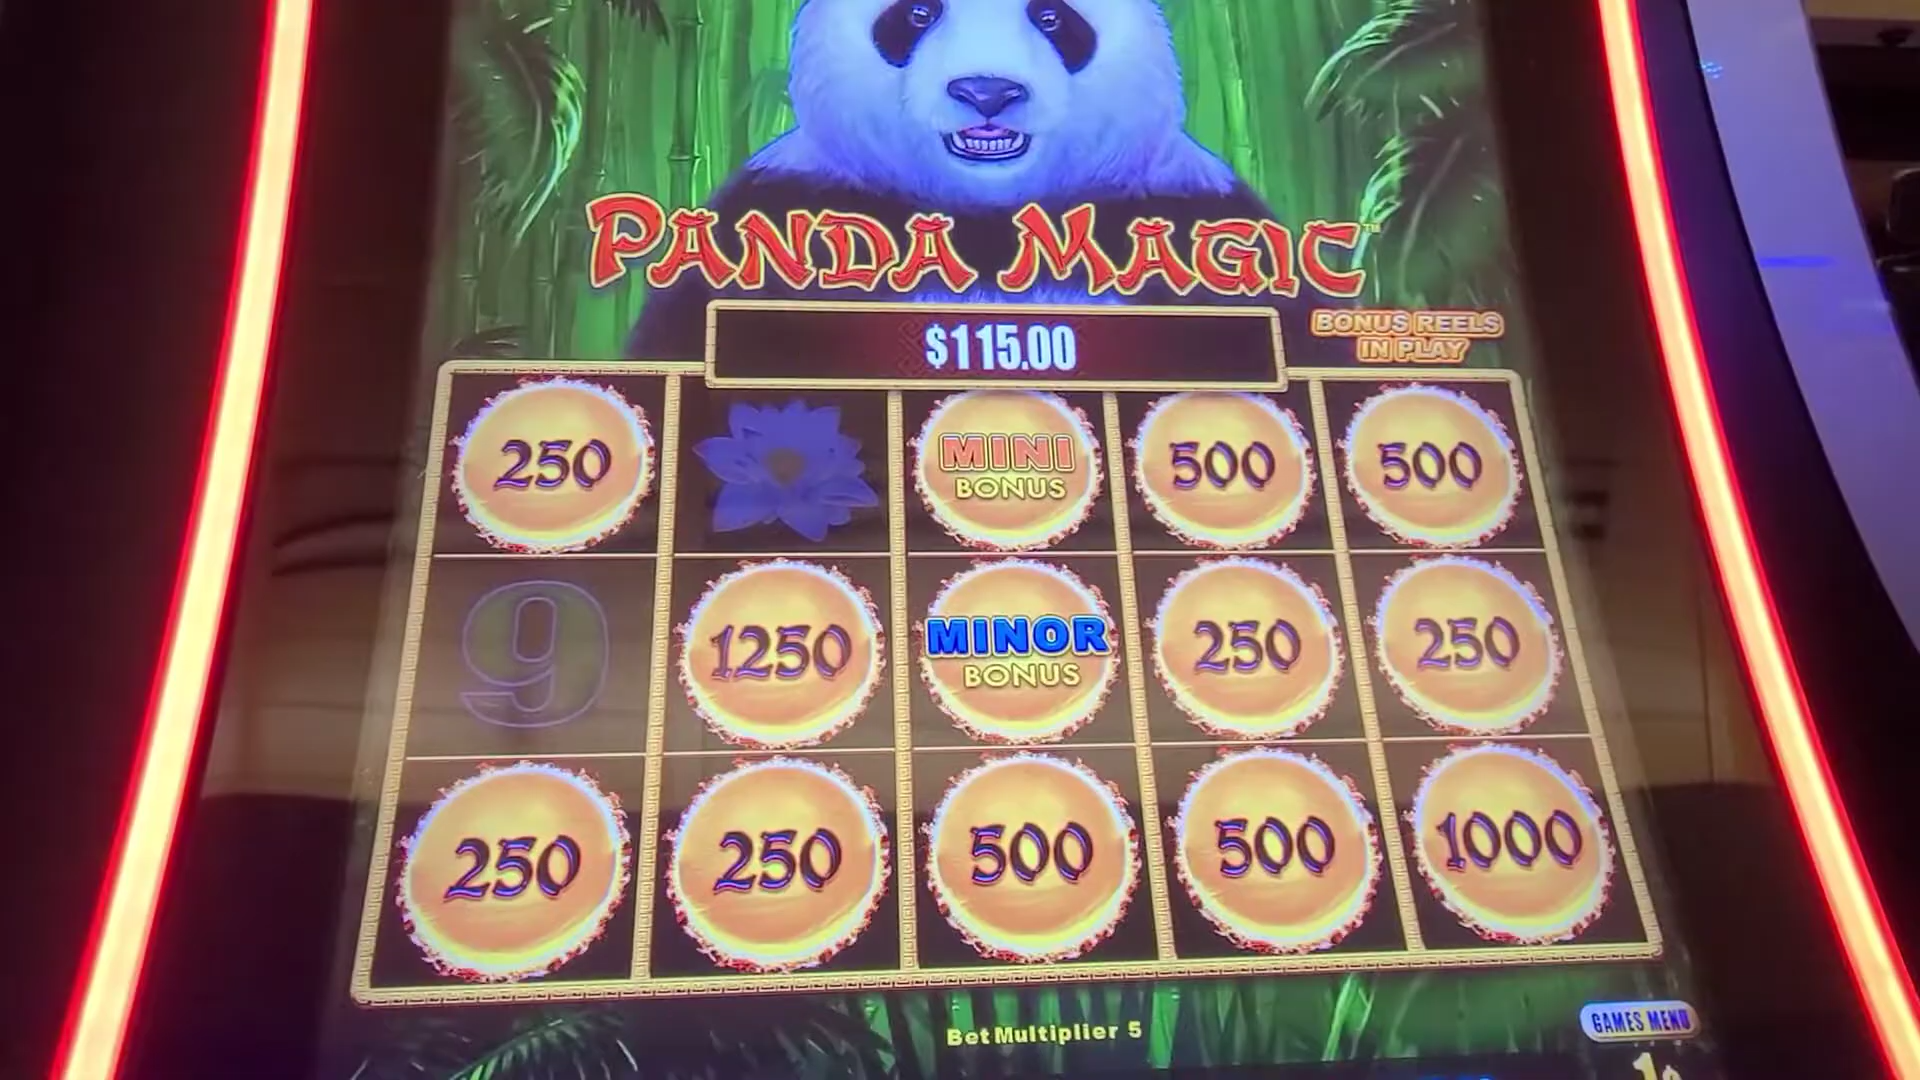 PANDA MAGIC™
$115.00
BONUS REELS
IN PLAY
250
MINI
BONUS
500
500
9
1250
MINOR
BONUS
250
250
250
250
500
500
1000
Bet Multiplier 5
GAMES MENU
1¢